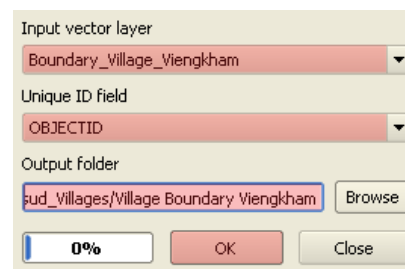 Input vector layer
Boundary_Village_Viengkham
Unique ID field
OBJECTID
Output folder
sud_Villages/Village Boundary Viengkham Browse
0% OK Close